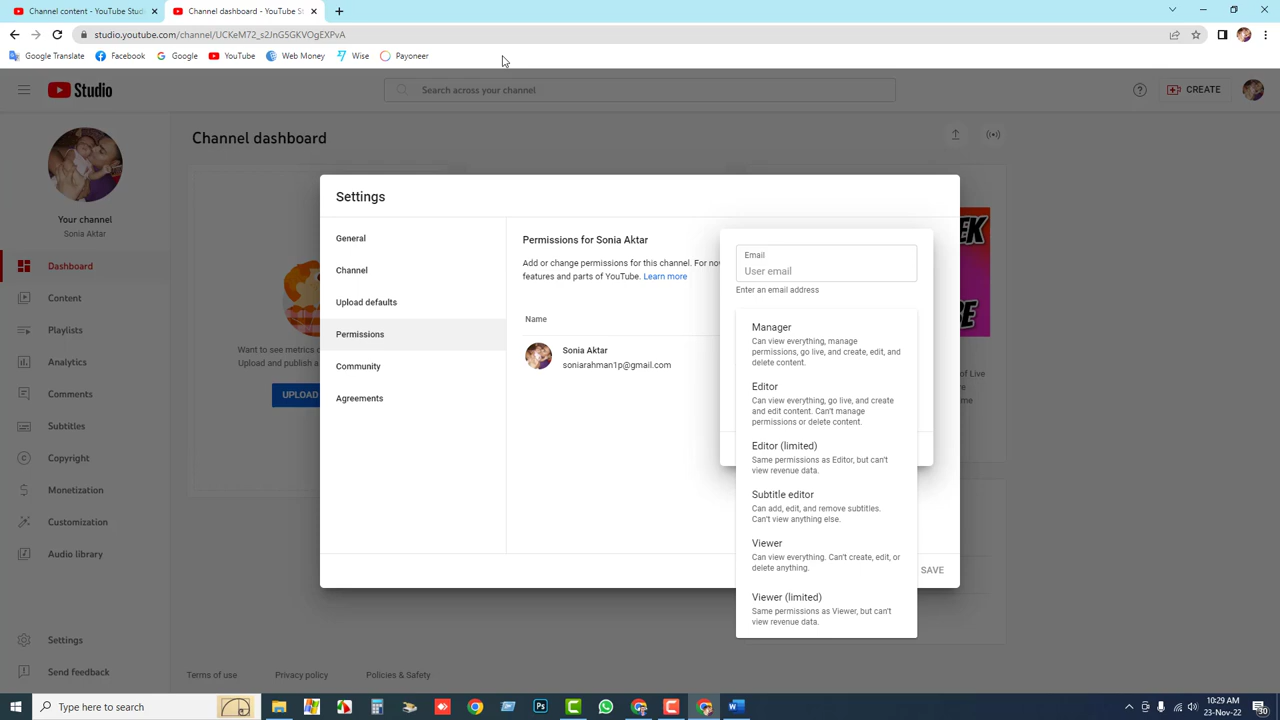 Channel content - YouTube Studio
Channel dashboard - YouTube St
studio.youtube.com/channel/UCKeM72_s2JnG5GKVOgEXPvA
Google Translate
Facebook
Google
YouTube
Web Money
Wise
Payoneer
Studio
Search across your channel
CREATE
Channel dashboard
Your channel
Sonia Aktar
Dashboard
Content
Playlists
Analytics
Comments
Subtitles
Copyright
Monetization
Customization
Audio library
Settings
Send feedback
Want to see metrics
Upload and publish a
UPLOAD
Settings
General
Channel
Upload defaults
Permissions
Community
Agreements
Permissions for Sonia Aktar
Add or change permissions for this channel. For now
features and parts of YouTube. Learn more
Name
Sonia Aktar
soniarahman1p@gmail.com
Email
User email
Enter an email address
Manager
Can view everything, manage
permissions, go live, and create, edit, and
delete content.
Editor
Can view everything, go live, and create
and edit content. Can't manage
permissions or delete content.
Editor (limited)
Same permissions as Editor, but can't
view revenue data.
Subtitle editor
Can add, edit, and remove subtitles.
Can't view anything else.
Viewer
Can view everything. Can't create, edit, or
delete anything.
Viewer (limited)
Same permissions as Viewer, but can't
view revenue data.
SAVE
of Live
Terms of use
Privacy policy
Policies & Safety
Type here to search
10:29 AM
23-Nov-22